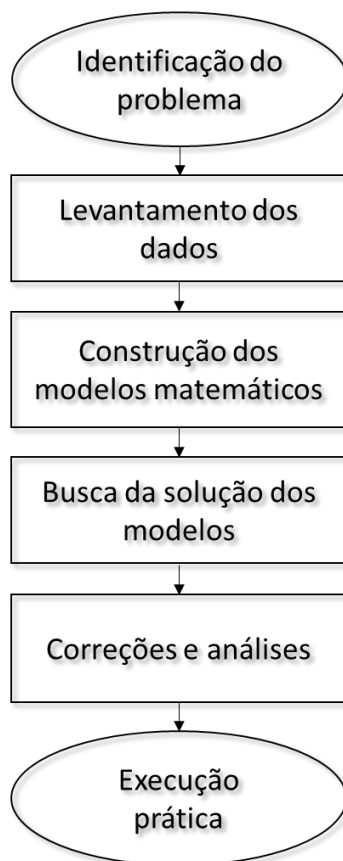 Identificação do
problema
Levantamento dos
dados
Construção dos
modelos matemáticos
Busca da solução dos
modelos
Correções e análises
Execução
prática